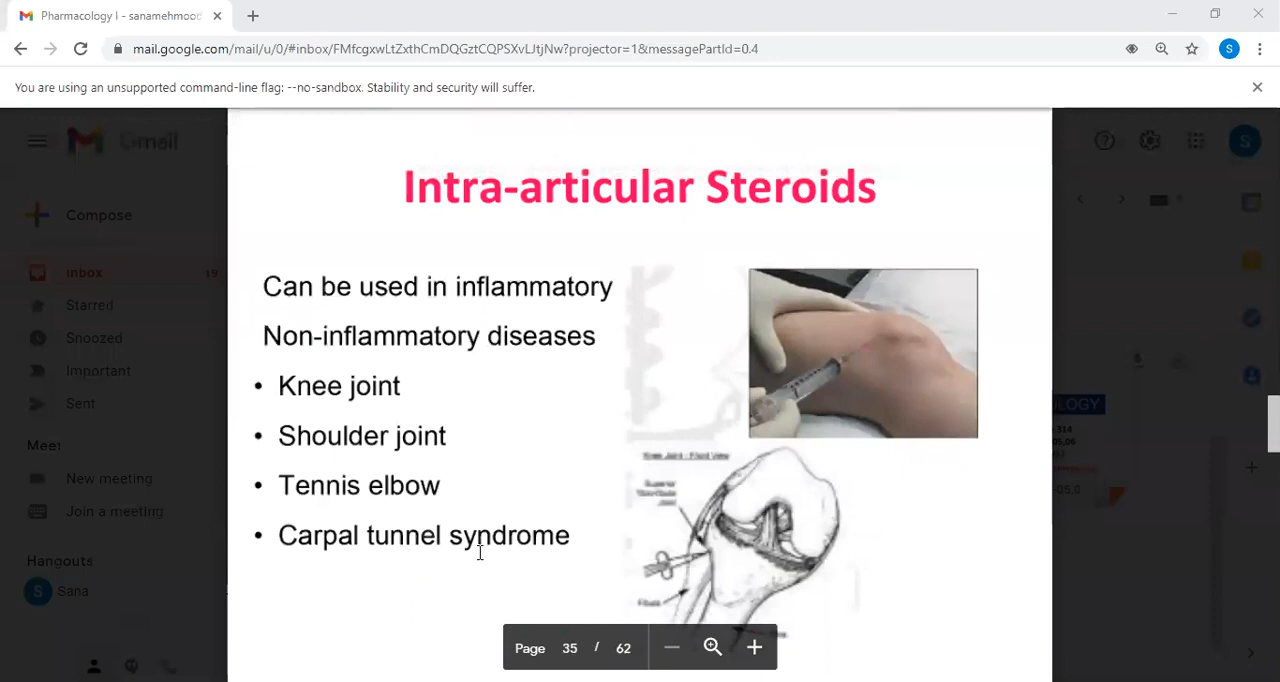 Pharmacology I - sanamehmood
mail.google.com/mail/u/0/#inbox/FMfcgxwLtZxthCmDQGztCQPSXvLJtjNw?projector=1&messagePartId=0.4
S
You are using an unsupported command-line flag: --no-sandbox. Stability and security will suffer.
Gmail
S
Compose
Inbox 19
Starred
Snoozed
Important
Sent
Meet
New meeting
Join a meeting
Hangouts
S Sana
Intra-articular Steroids
Can be used in inflammatory
Non-inflammatory diseases
• Knee joint
• Shoulder joint
• Tennis elbow
• Carpal tunnel syndrome
Page 35 / 62